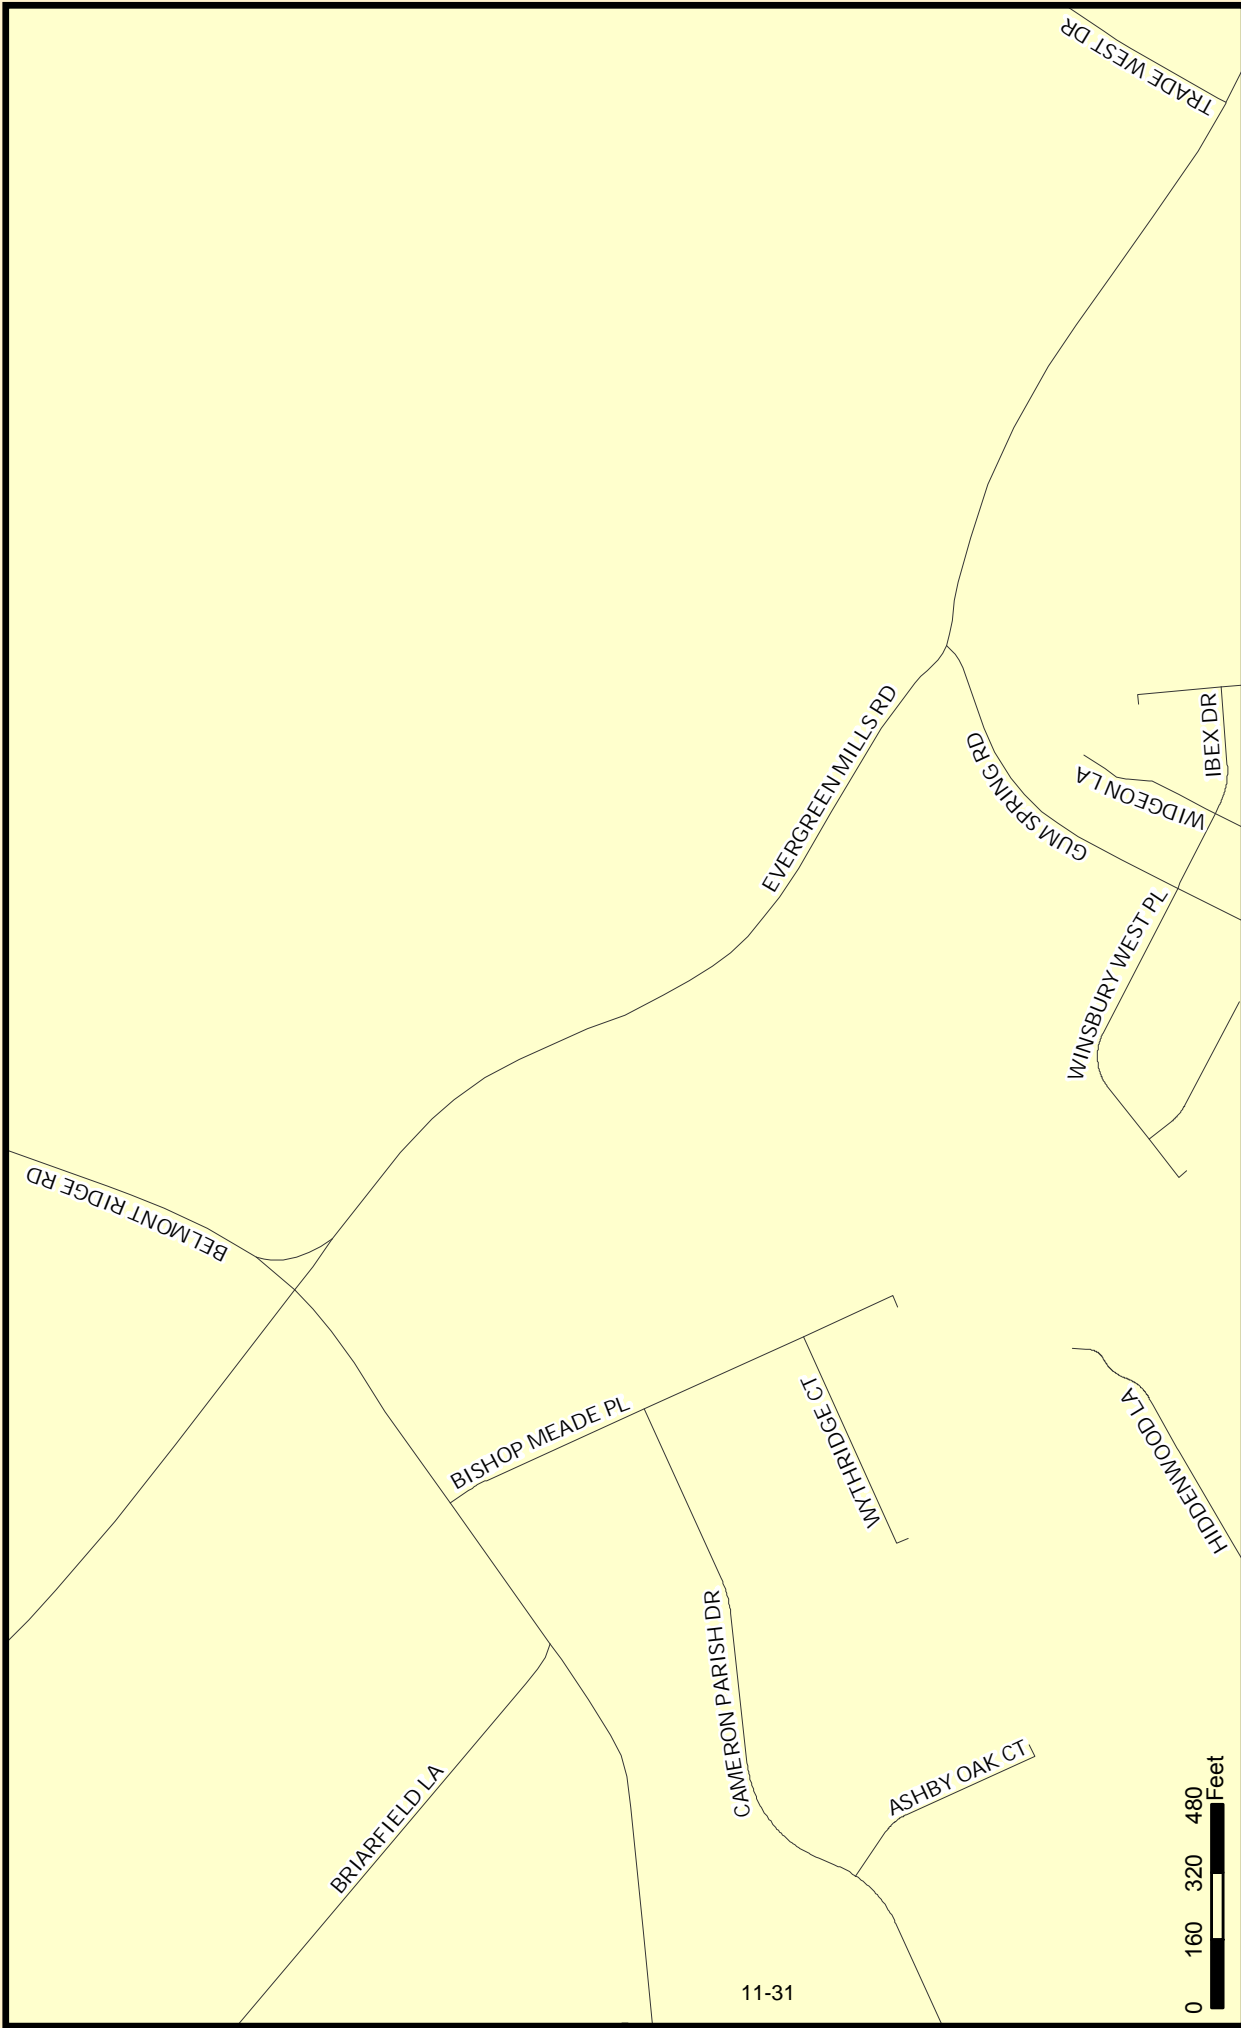 TRADE WEST DR
EVERGREEN MILLS RD
GUM SPRING RD
IBEX DR
WIDGEON LA
WINSBURY WEST PL
BELMONT RIDGE RD
BISHOP MEADE PL
WYTHRIDGE CT
HIDDENWOOD LA
CAMERON PARISH DR
ASHBY OAK CT
BRIARFIELD LA
0 160 320 480
Feet
11-31